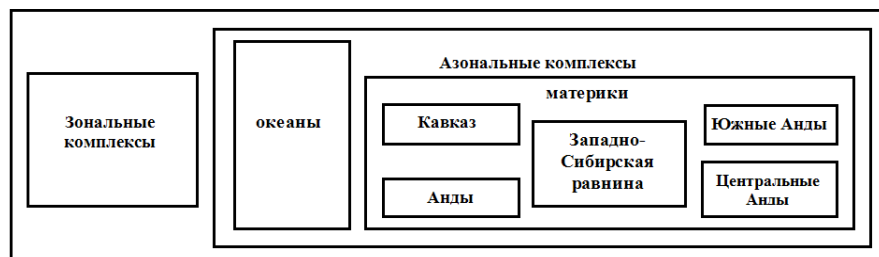 Азональные комплексы
материки
Зональные
комплексы
океаны
Кавказ
Анды
Западно-
Сибирская
равнина
Южные Анды
Центральные
Анды